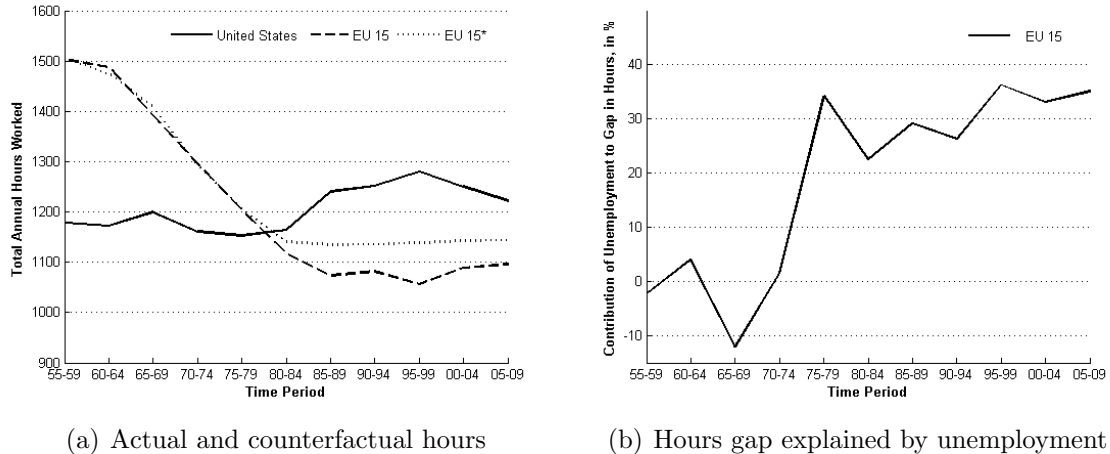 1600
United States
EU 15
EU 15*
1500
1400
1300
1200
1100
1000
900
Total Annual Hours Worked
55-59 60-64 65-69 70-74 75-79 80-84 85-89 90-94 95-99 00-04 05-09
Time Period
(a) Actual and counterfactual hours
EU 15
40
30
20
10
0
-10
Contribution of Unemployment to Gap in Hours, in %
55-59 60-64 65-69 70-74 75-79 80-84 85-89 90-94 95-99 00-04 05-09
Time Period
(b) Hours gap explained by unemployment